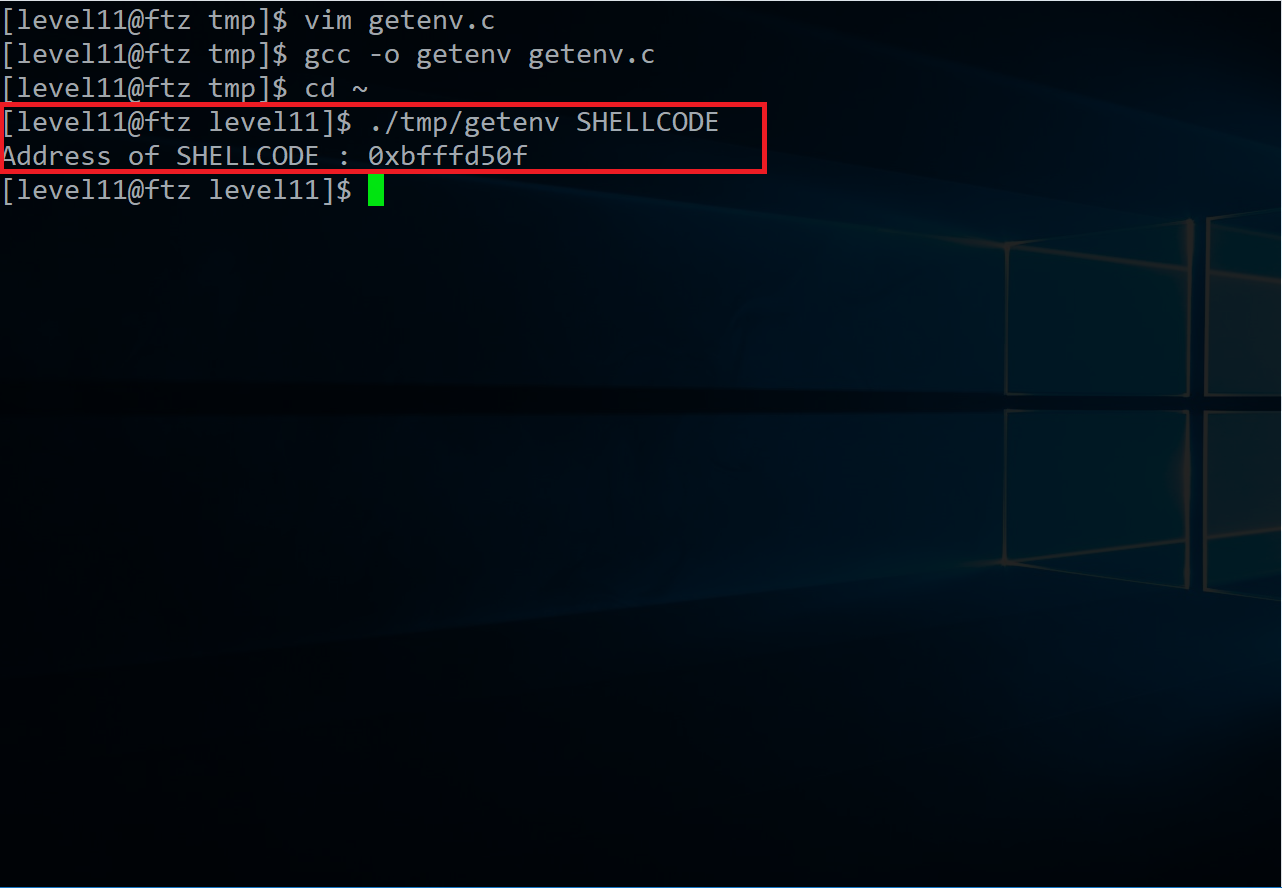 [level11@ftz tmp]$ vim getenv.c
[level11@ftz tmp]$ gcc -o getenv getenv.c
[level11@ftz tmp]$ cd ~
[level11@ftz level11]$ ./tmp/getenv SHELLCODE
Address of SHELLCODE : 0xbfffd50f
[level11@ftz level11]$